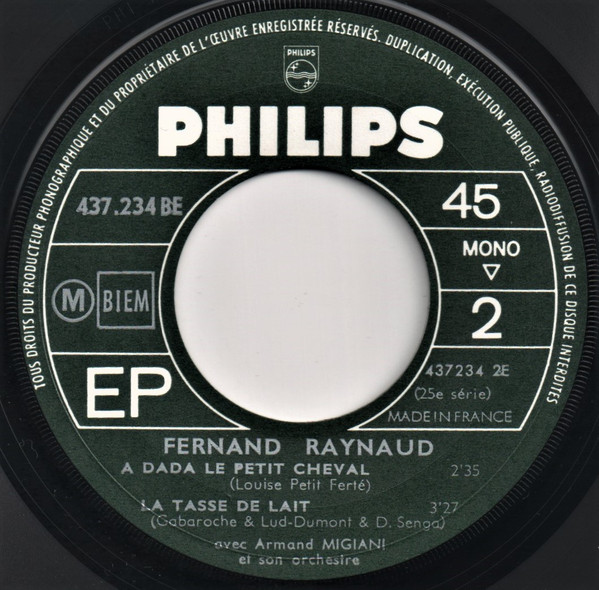 TOUS DROITS DU PRODUCTEUR PHONOGRAPHIQUE ET DU PROPRIÉTAIRE DE L'ŒUVRE ENREGISTRÉE RÉSERVÉS. DUPLICATION, EXÉCUTION PUBLIQUE, RADIODIFFUSION DE CE DISQUE INTERDITES
PHILIPS
PHILIPS
437.234 BE
45
MONO
M BIEM
2
EP
437234 2E
(25e série)
MADE IN FRANCE
FERNAND RAYNAUD
A DADA LE PETIT CHEVAL 2'35
(Louise Petit Ferté)
LA TASSE DE LAIT 3'27
(Gabaroche & Lud-Dumont & D. Senga)
avec Armand MIGIANI
et son orchestre